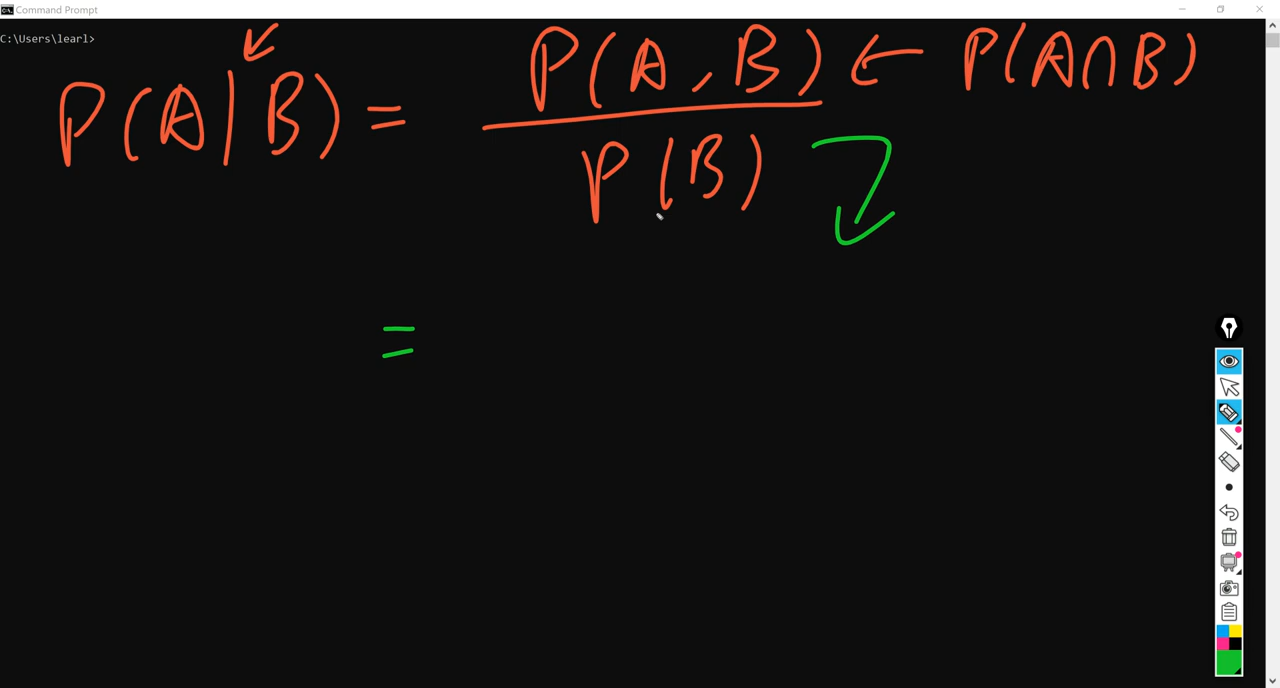 Command Prompt
C:\Users\learl>
P(A|B) = P(A, B) ← P(A∩B)
P(B)
=